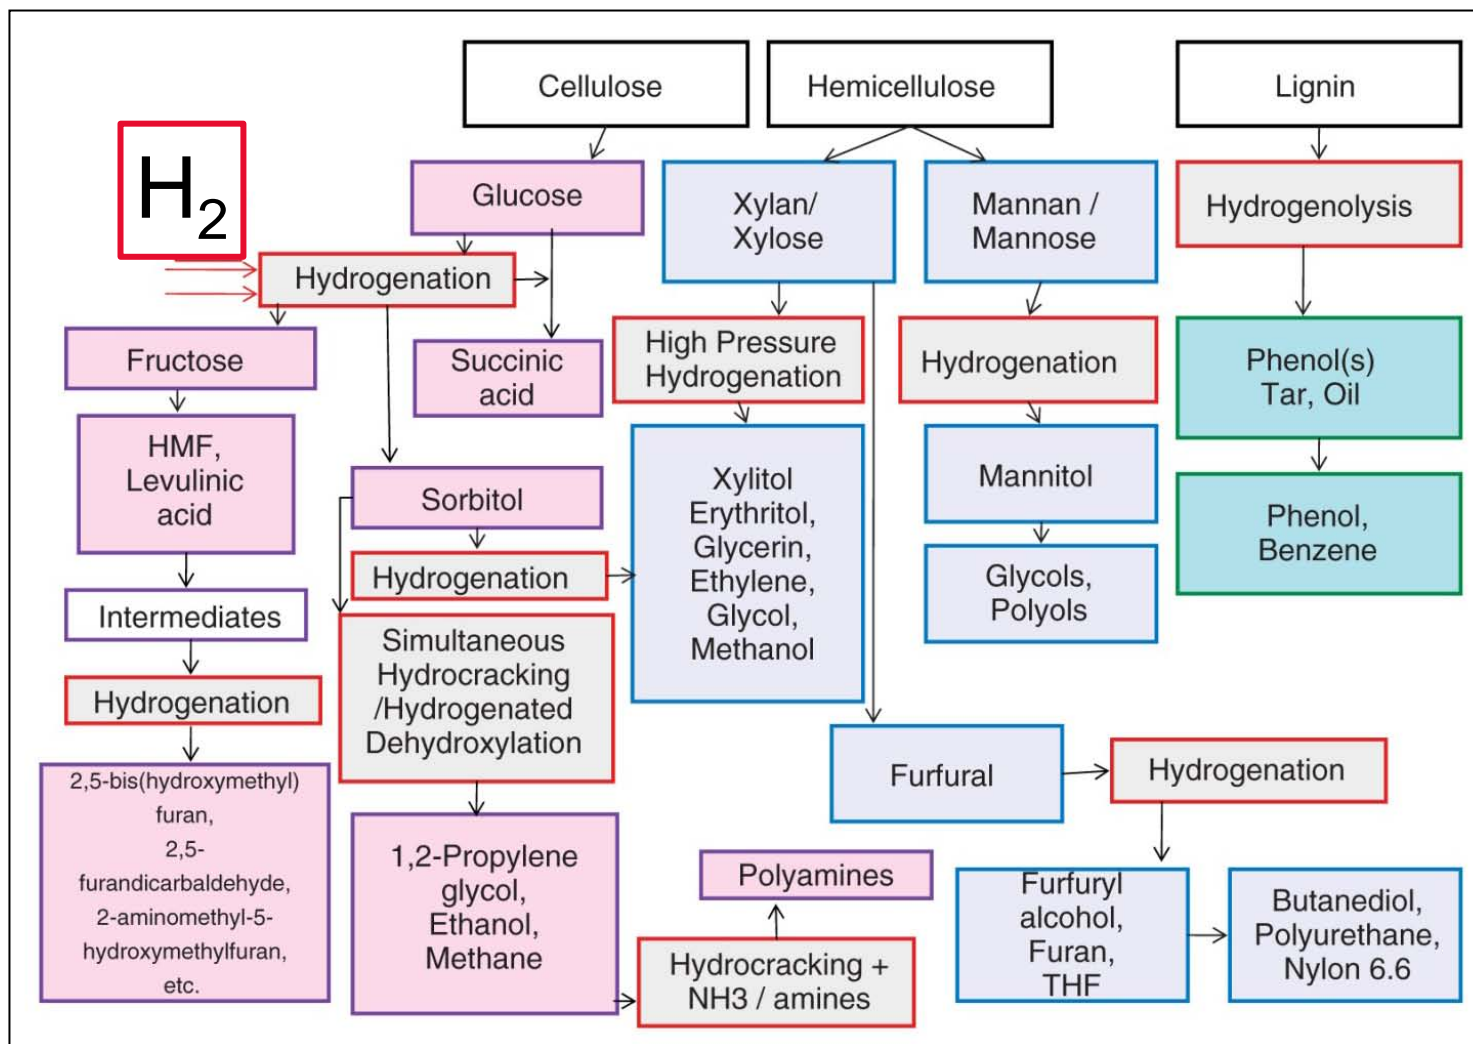 Cellulose
Hemicellulose
Lignin
H2
Glucose
Xylan/
Xylose
Mannan /
Mannose
Hydrogenolysis
Hydrogenation
Fructose
Succinic
acid
High Pressure
Hydrogenation
Hydrogenation
Phenol(s)
Tar, Oil
HMF,
Levulinic
acid
Sorbitol
Xylitol
Erythritol,
Glycerin,
Ethylene,
Glycol,
Methanol
Mannitol
Phenol,
Benzene
Hydrogenation
Glycols,
Polyols
Intermediates
Simultaneous
Hydrocracking
/Hydrogenated
Dehydroxylation
Hydrogenation
Furfural
Hydrogenation
2,5-bis(hydroxymethyl)
furan,
2,5-
furandicarbaldehyde,
2-aminomethyl-5-
hydroxymethylfuran,
etc.
1,2-Propylene
glycol,
Ethanol,
Methane
Polyamines
Hydrocracking +
NH3 / amines
Furfuryl
alcohol,
Furan,
THF
Butanediol,
Polyurethane,
Nylon 6.6